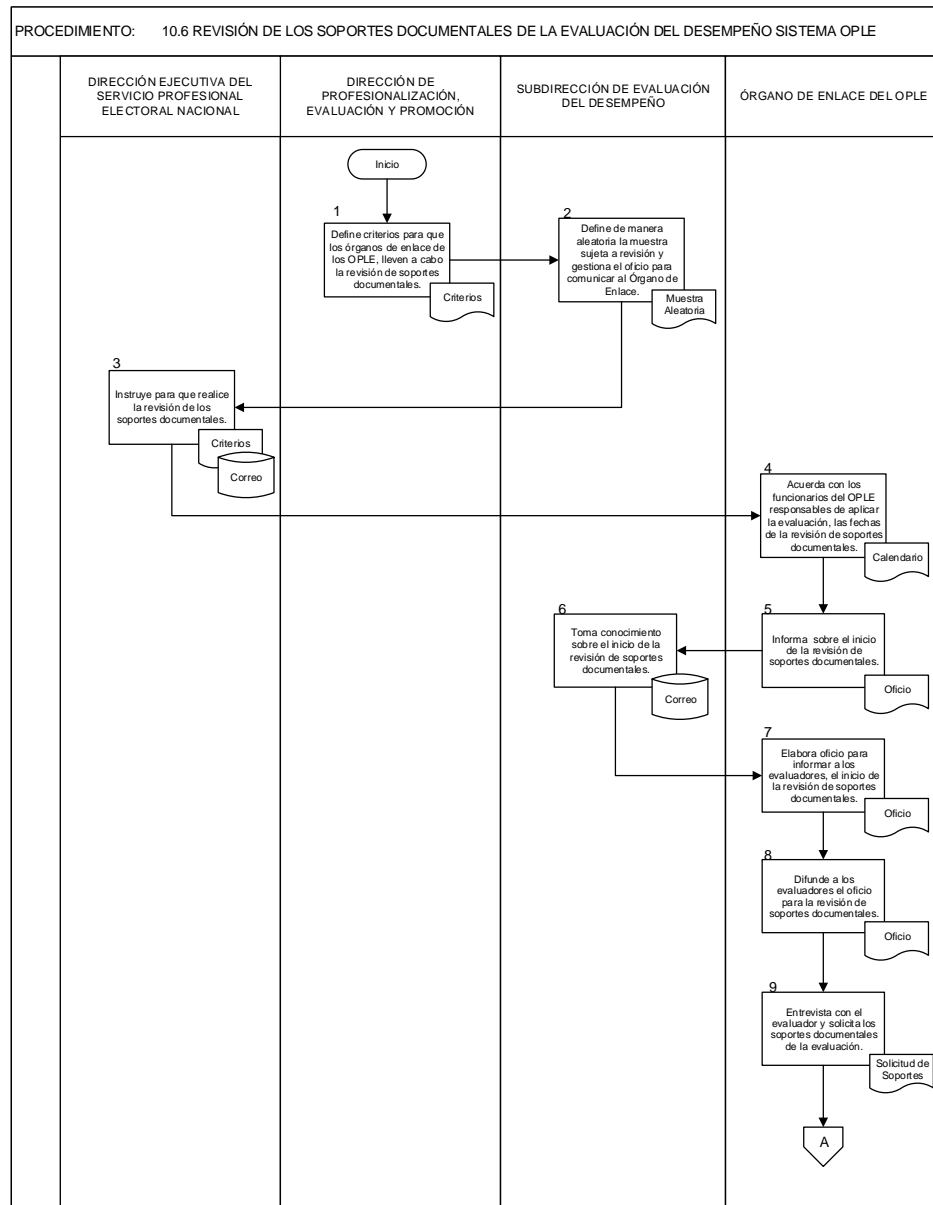 PROCEDIMIENTO: 10.6 REVISIÓN DE LOS SOPORTES DOCUMENTALES DE LA EVALUACIÓN DEL DESEMPEÑO SISTEMA OPLE
DIRECCIÓN EJECUTIVA DEL
SERVICIO PROFESIONAL
ELECTORAL NACIONAL
DIRECCIÓN DE
PROFESIONALIZACIÓN,
EVALUACIÓN Y PROMOCIÓN
SUBDIRECCIÓN DE EVALUACIÓN
DEL DESEMPEÑO
ÓRGANO DE ENLACE DEL OPLE
Inicio
1
Define criterios para que
los órganos de enlace de
los OPLE, lleven a cabo
la revisión de soportes
documentales.
Criterios
2
Define de manera
aleatoria la muestra
sujeta a revisión y
gestiona el oficio para
comunicar al Órgano de
Enlace.
Muestra
Aleatoria
3
Instruye para que realice
la revisión de los
soportes documentales.
Criterios
Correo
4
Acuerda con los
funcionarios del OPLE
responsables de aplicar
la evaluación, las fechas
de la revisión de soportes
documentales.
Calendario
5
Informa sobre el inicio
de la revisión de
soportes documentales.
Oficio
6
Toma conocimiento
sobre el inicio de la
revisión de soportes
documentales.
Correo
7
Elabora oficio para
informar a los
evaluadores, el inicio de
la revisión de soportes
documentales.
Oficio
8
Difunde a los
evaluadores el oficio
para la revisión de
soportes documentales.
Oficio
9
Entrevista con el
evaluador y solicita los
soportes documentales
de la evaluación.
Solicitud de
Soportes
A